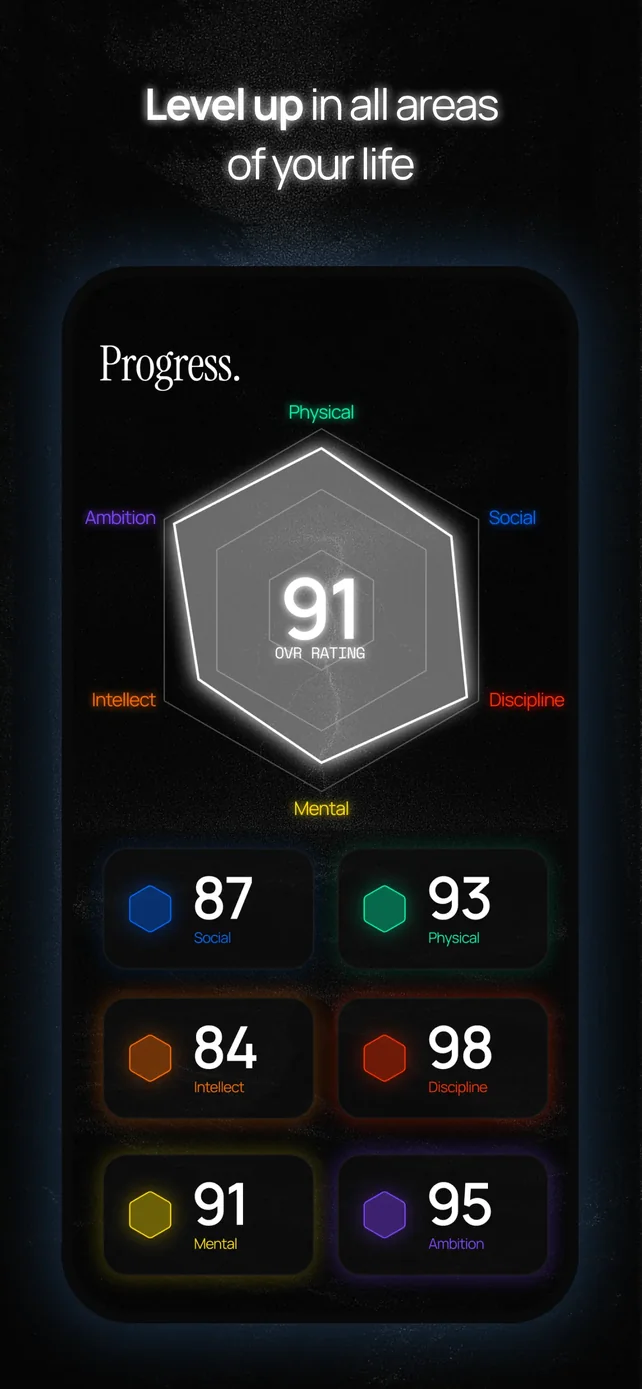 Level up in all areas
of your life
Progress.
Physical
Ambition
Social
91
OVR RATING
Intellect
Discipline
Mental
87
Social
93
Physical
84
Intellect
98
Discipline
91
Mental
95
Ambition